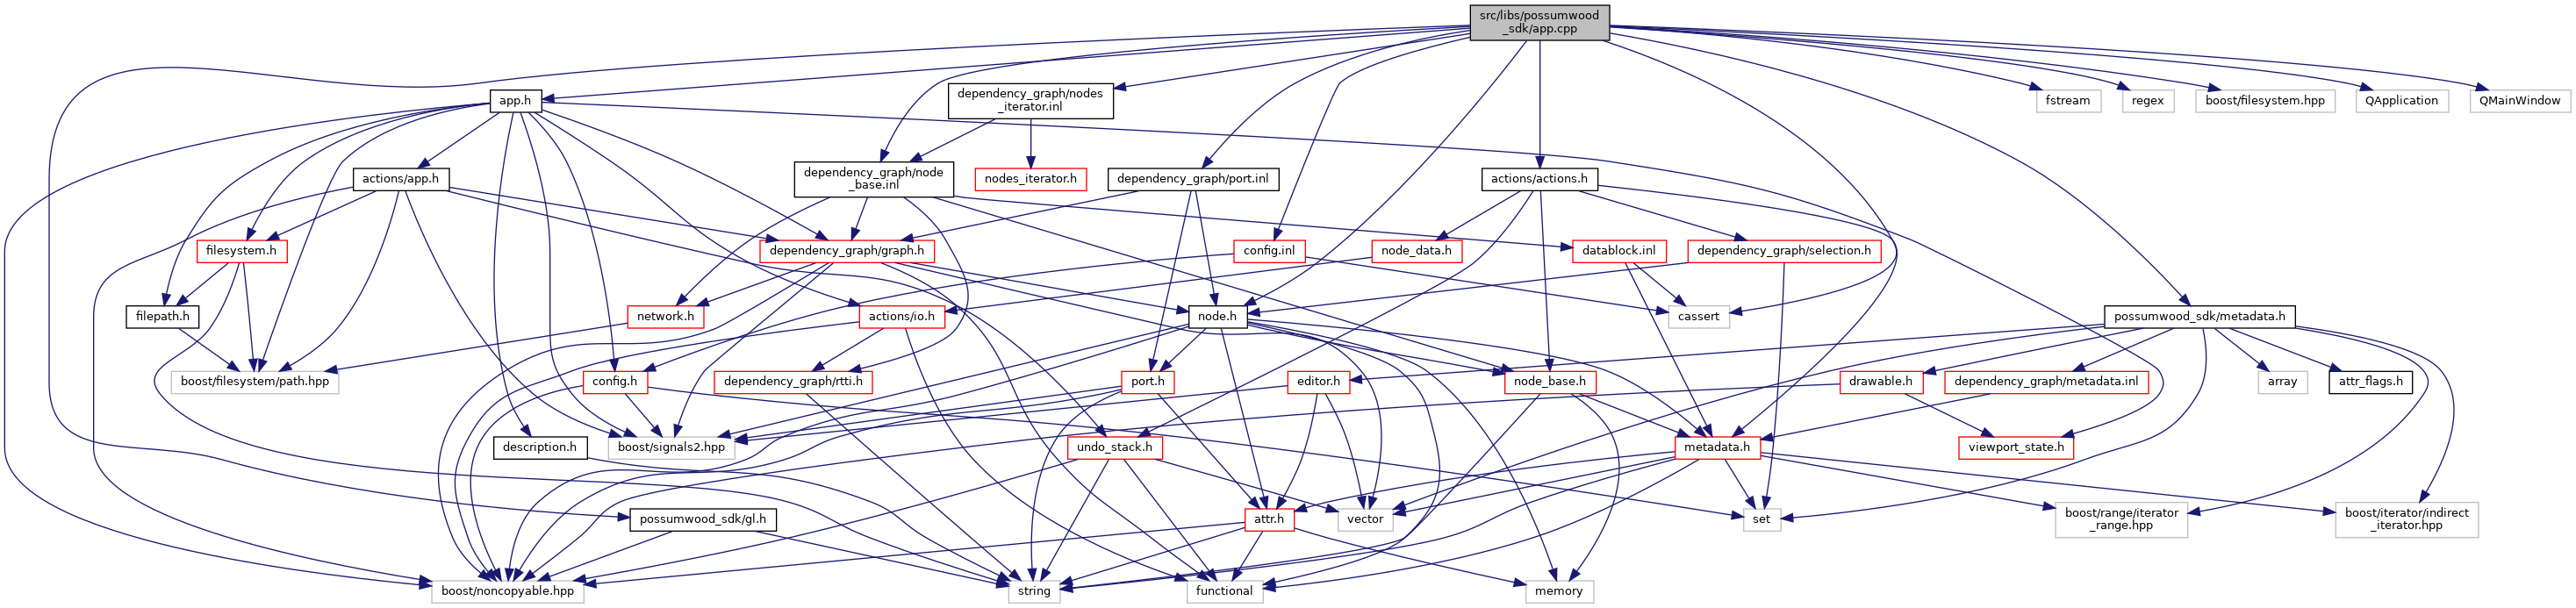 src/libs/possumwood
_sdk/app.cpp
app.h
dependency_graph/nodes
_iterator.inl
fstream
regex
boost/filesystem.hpp
QApplication
QMainWindow
actions/app.h
dependency_graph/node
_base.inl
nodes_iterator.h
dependency_graph/port.inl
actions/actions.h
filesystem.h
dependency_graph/graph.h
config.inl
node_data.h
datablock.inl
dependency_graph/selection.h
filepath.h
network.h
actions/io.h
node.h
cassert
possumwood_sdk/metadata.h
boost/filesystem/path.hpp
config.h
dependency_graph/rtti.h
port.h
editor.h
node_base.h
drawable.h
dependency_graph/metadata.inl
array
attr_flags.h
description.h
boost/signals2.hpp
undo_stack.h
metadata.h
viewport_state.h
possumwood_sdk/gl.h
attr.h
vector
set
boost/range/iterator
_range.hpp
boost/iterator/indirect
_iterator.hpp
boost/noncopyable.hpp
string
functional
memory